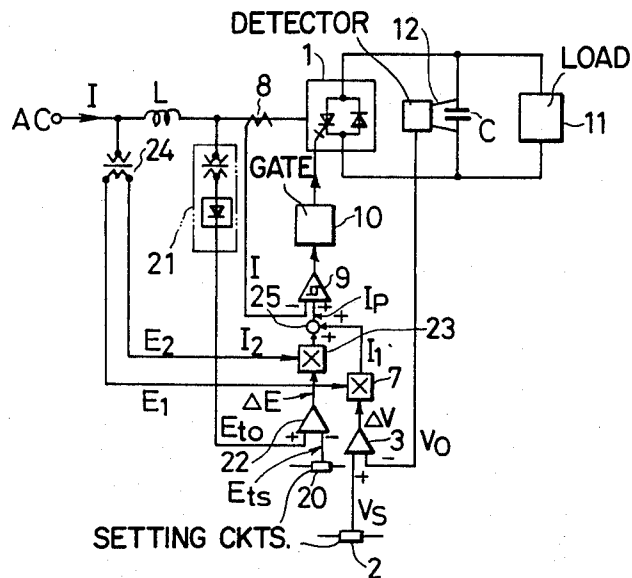 DETECTOR
12
1
LOAD
AC
I
L
8
C
11
24
GATE
21
10
I
9
25
+
-
+
IP
+
+
23
E2
I2
I1
E1
7
ΔE
ΔV
Eto
22
+
-
3
VO
-
+
Ets
20
VS
SETTING CKTS.
2